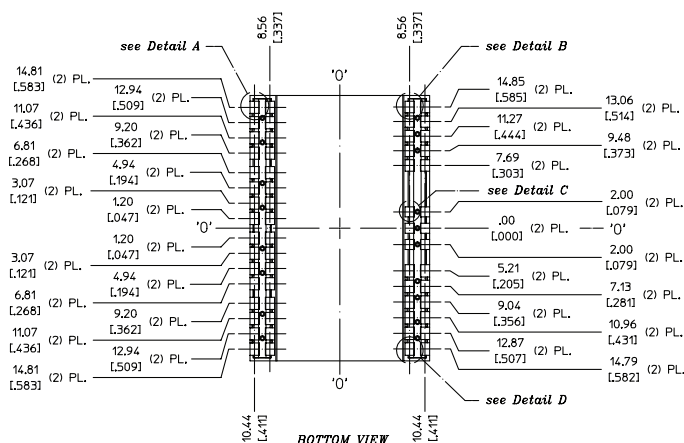 8.56
[.337]
8.56
[.337]
see Detail A
see Detail B
'O'
14.81
[.583] (2) PL.
12.94
[.509] (2) PL.
11.07
[.436] (2) PL.
9.20
[.362] (2) PL.
6.81
[.268] (2) PL.
4.94
[.194] (2) PL.
3.07
[.121] (2) PL.
1.20
[.047] (2) PL.
'O'
1.20
[.047] (2) PL.
3.07
[.121] (2) PL.
4.94
[.194] (2) PL.
6.81
[.268] (2) PL.
9.20
[.362] (2) PL.
11.07
[.436] (2) PL.
12.94
[.509] (2) PL.
14.81
[.583] (2) PL.
14.85
[.585] (2) PL.
13.06
[.514] (2) PL.
11.27
[.444] (2) PL.
9.48
[.373] (2) PL.
7.69
[.303] (2) PL.
see Detail C
2.00
[.079] (2) PL.
.00
[.000] (2) PL.
'O'
2.00
[.079] (2) PL.
5.21
[.205] (2) PL.
7.13
[.281] (2) PL.
9.04
[.356] (2) PL.
10.96
[.431] (2) PL.
12.87
[.507] (2) PL.
14.79
[.582] (2) PL.
'O'
see Detail D
10.44
[.411]
10.44
[.411]
BOTTOM VIEW